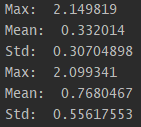 Max:  2.149819
Mean:  0.332014
Std:  0.30704898
Max:  2.099341
Mean:  0.7680467
Std:  0.55617553